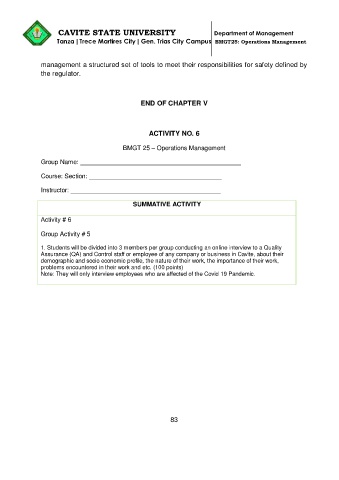 CAVITE STATE UNIVERSITY
Department of Management
Tanza | Trece Martires City | Gen. Trias City Campus
BMGT25: Operations Management
management a structured set of tools to meet their responsibilities for safety defined by
the regulator.
END OF CHAPTER V
ACTIVITY NO. 6
BMGT 25 – Operations Management
Group Name: ______________________________
Course: Section: ______________________________
Instructor: ______________________________
SUMMATIVE ACTIVITY
Activity # 6
Group Activity # 5
1. Students will be divided into 3 members per group conducting an online interview to a Quality
Assurance (QA) and Control staff or employee of any company or business in Cavite, about their
demographic and socio economic profile, the nature of their work, the importance of their work,
problems encountered in their work and etc. (100 points)
Note: They will only interview employees who are affected of the Covid 19 Pandemic.
83